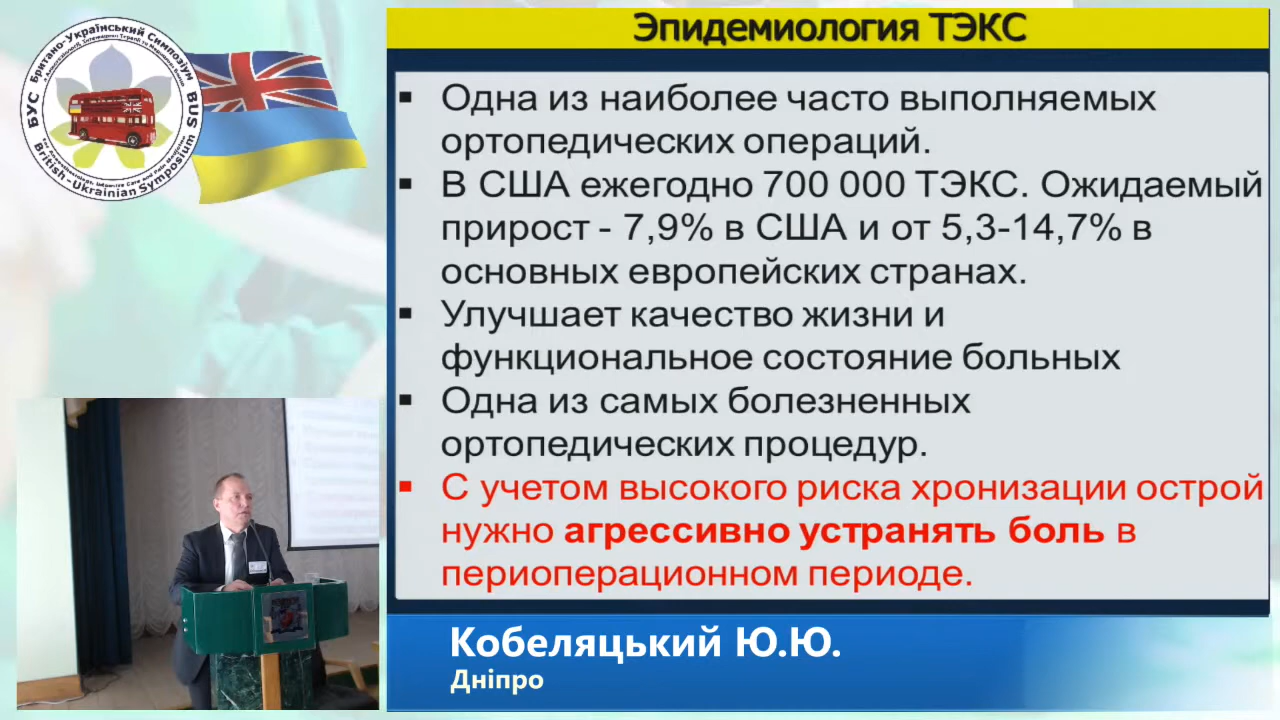 Британо-Український Симпозіум
БУС
BUS
British - Ukrainian Symposium
Эпидемиология ТЭКС
▪ Одна из наиболее часто выполняемых
ортопедических операций.
▪ В США ежегодно 700 000 ТЭКС. Ожидаемый
прирост - 7,9% в США и от 5,3-14,7% в
основных европейских странах.
▪ Улучшает качество жизни и
функциональное состояние больных
▪ Одна из самых болезненных
ортопедических процедур.
▪ С учетом высокого риска хронизации острой
нужно агрессивно устранять боль в
периоперационном периоде.
Кобеляцький Ю.Ю.
Дніпро